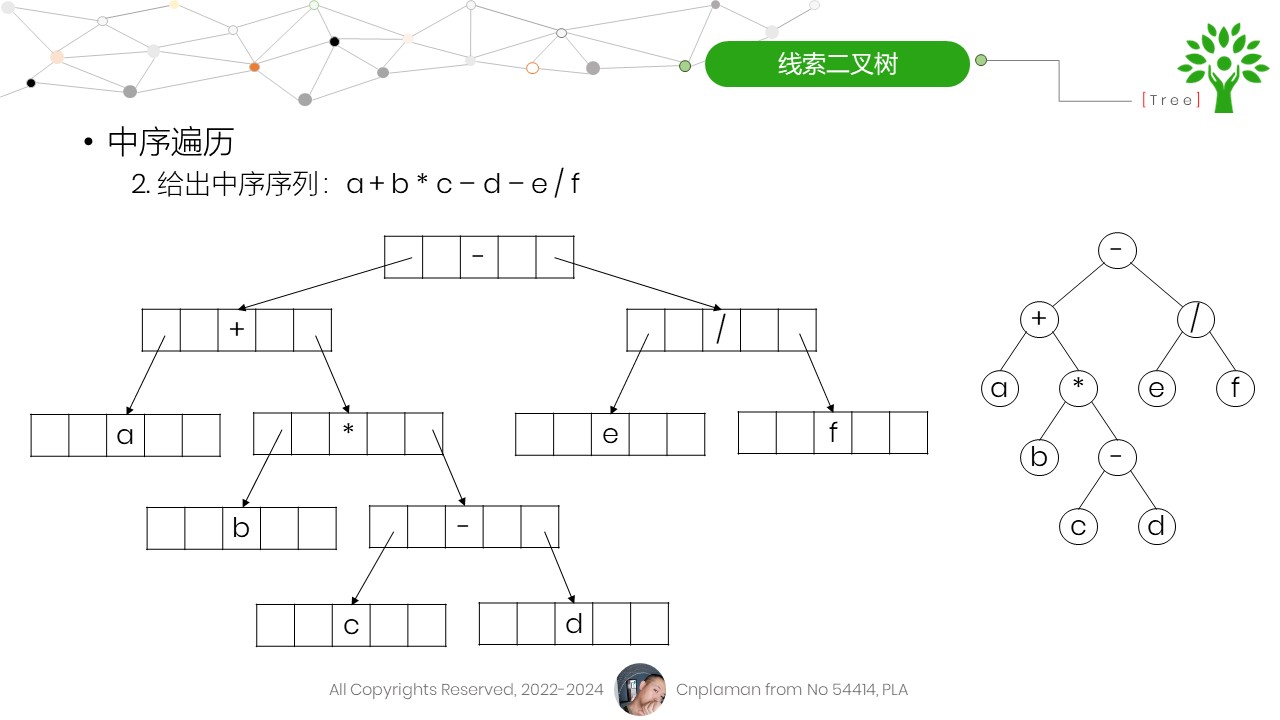 线索二叉树
[Tree]
• 中序遍历
2. 给出中序序列：a + b * c – d – e / f
-
+
/
a
*
e
f
b
-
c
d
-
+
/
a
*
e
f
b
-
c
d
All Copyrights Reserved, 2022-2024
Cnplaman from No 54414, PLA